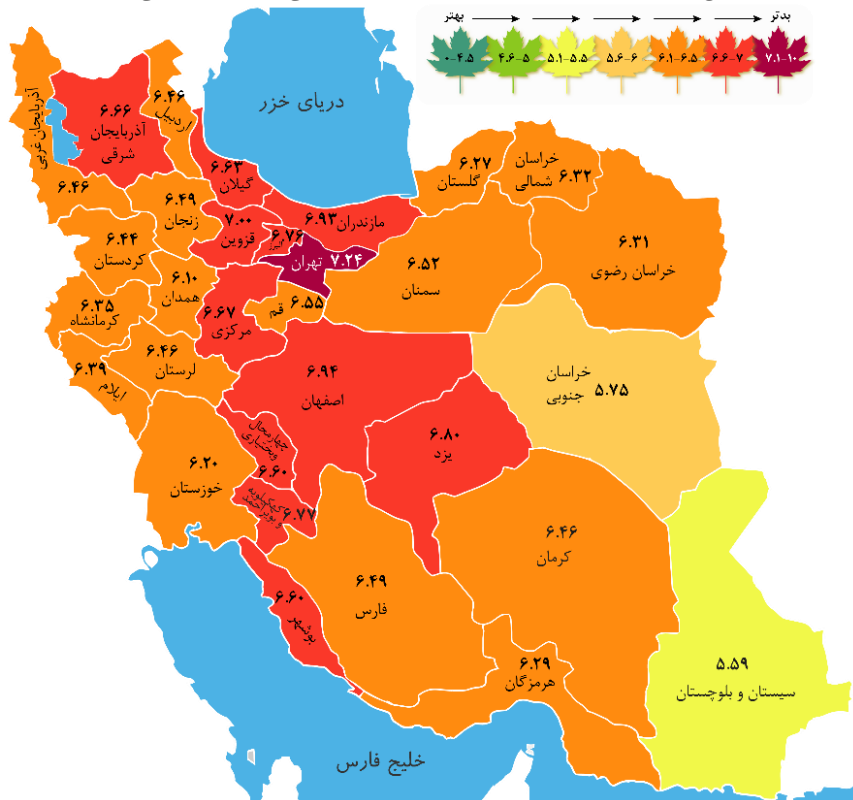 بهتر
بدتر
۰-۴.۵
۴.۶-۵
۵.۱-۵.۵
۵.۶-۶
۶.۱-۶.۵
۶.۶-۷
۷.۱-۱۰
دریای خزر
آذربایجان غربی
۶.۴۶
۶.۶۶
آذربایجان
شرقی
۶.۴۶
اردبیل
۶.۶۳
گیلان
۶.۴۹
زنجان
۷.۰۰
قزوین
۶.۹۳ مازندران
۶.۷۶
البرز
تهران ۷.۲۴
۶.۲۷
گلستان
خراسان
شمالی ۶.۳۲
۶.۳۱
خراسان رضوی
۶.۵۲
سمنان
۶.۴۴
کردستان
۶.۱۰
همدان
۶.۳۵
کرمانشاه
۶.۶۷
مرکزی
قم ۶.۵۵
۶.۴۶
لرستان
۶.۳۹
ایلام
۶.۹۴
اصفهان
خراسان
جنوبی ۵.۷۵
چهارمحال
وبختیاری
۶.۶۰
۶.۸۰
یزد
۶.۲۰
خوزستان
کهکیلویه
و بویراحمد
۶.۷۷
۶.۴۶
کرمان
۶.۴۹
فارس
۶.۶۰
بوشهر
۶.۲۹
هرمزگان
۵.۵۹
سیستان و بلوچستان
خلیج فارس